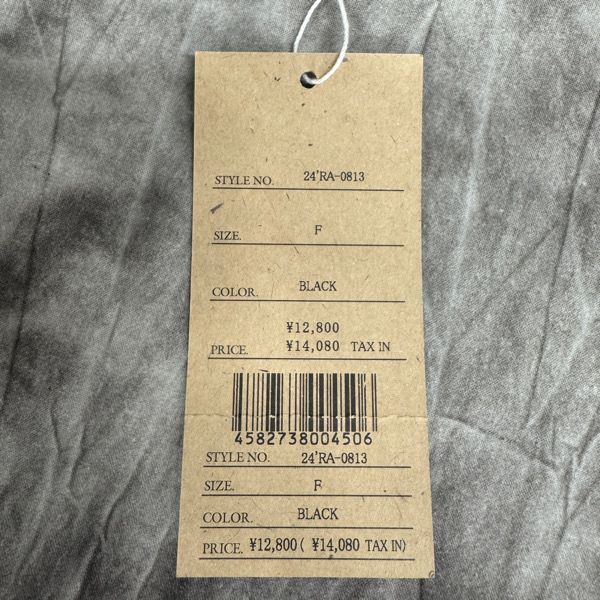 STYLE NO. 24'RA-0813
SIZE. F
COLOR. BLACK
¥12,800
PRICE. ¥14,080 TAX IN
4582738004506
STYLE NO. 24'RA-0813
SIZE. F
COLOR. BLACK
PRICE. ¥12,800 ( ¥14,080 TAX IN)